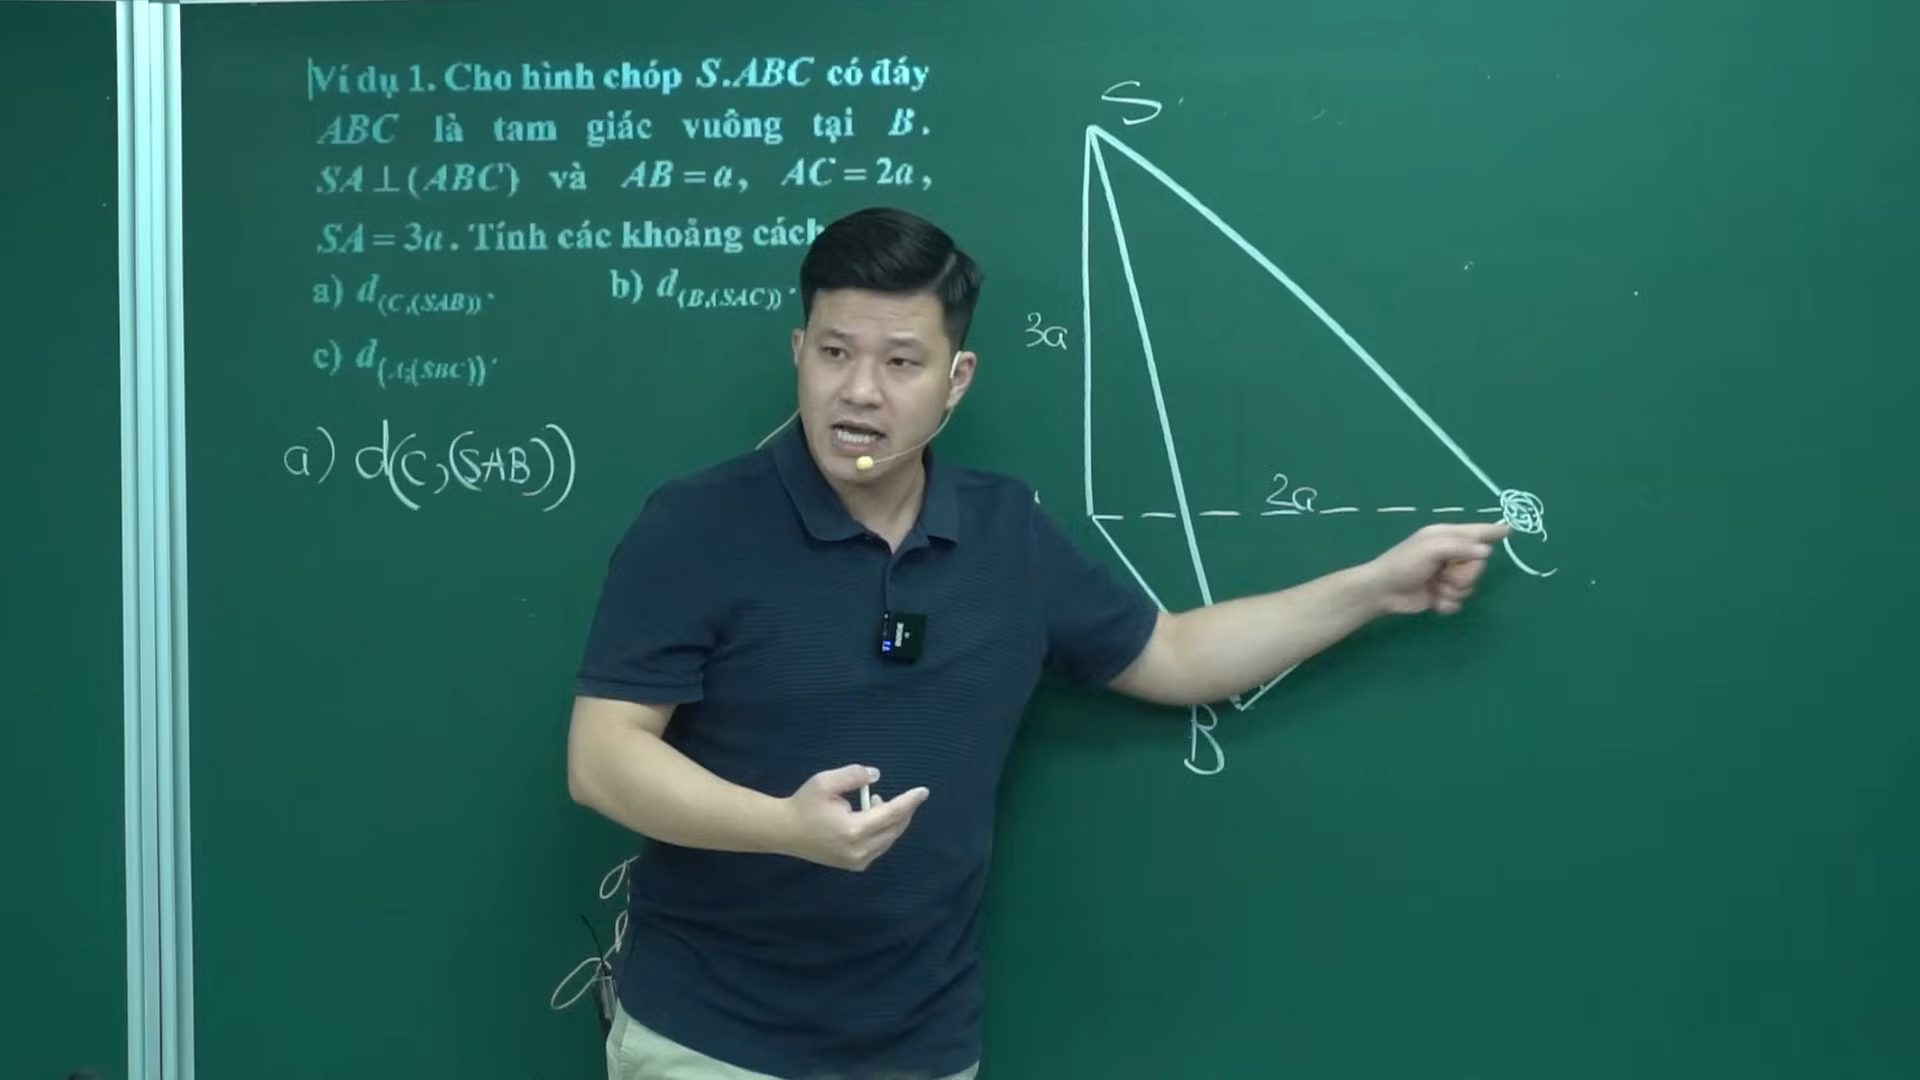 Ví dụ 1. Cho hình chóp S.ABC có đáy
ABC là tam giác vuông tại B.
SA⊥(ABC) và AB=a, AC=2a,
SA=3a. Tính các khoảng cách
a) d(C,(SAB)).
b) d(B,(SAC)).
c) d(A;(SBC)).
a) d(C,(SAB))
S
3a
2a
C
B